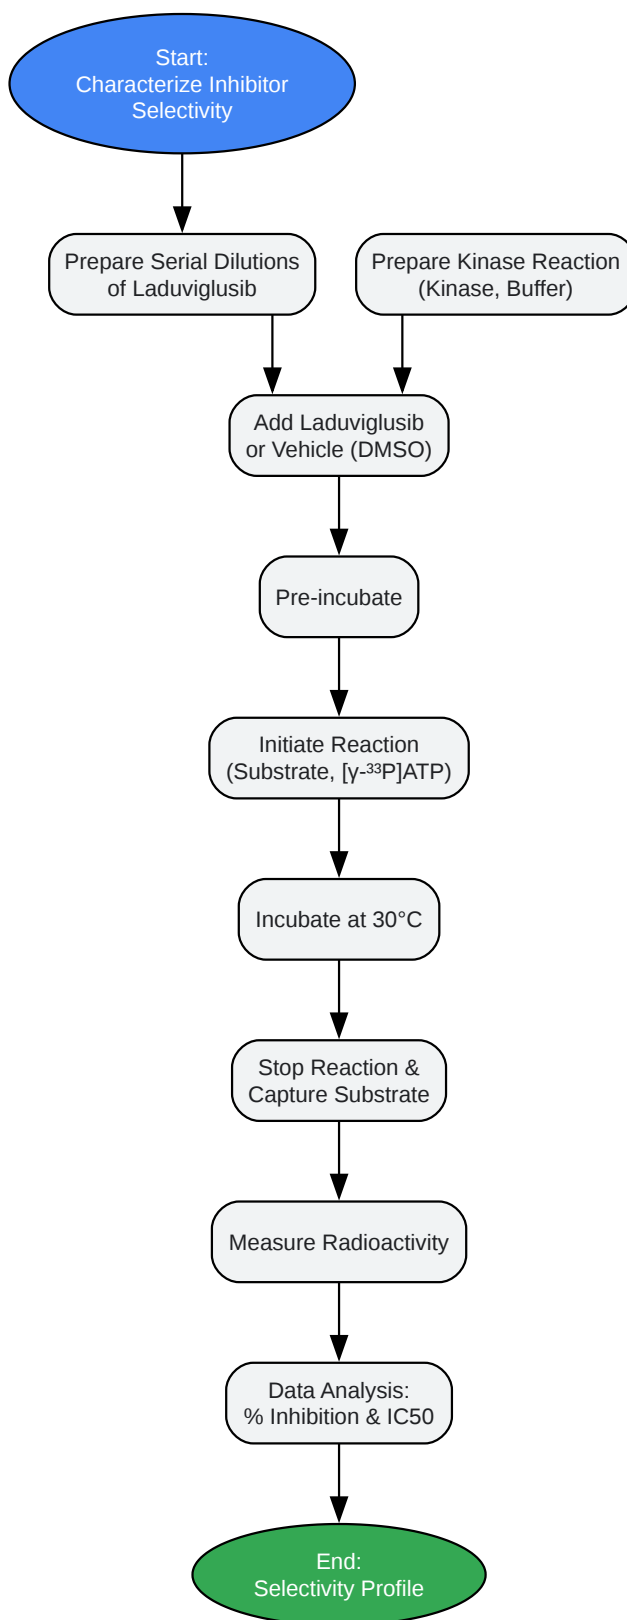 Start:
Characterize Inhibitor
Selectivity
Prepare Serial Dilutions
of Laduviglusib
Prepare Kinase Reaction
(Kinase, Buffer)
Add Laduviglusib
or Vehicle (DMSO)
Pre-incubate
Initiate Reaction
(Substrate, [γ-³³P]ATP)
Incubate at 30°C
Stop Reaction &
Capture Substrate
Measure Radioactivity
Data Analysis:
% Inhibition & IC50
End:
Selectivity Profile